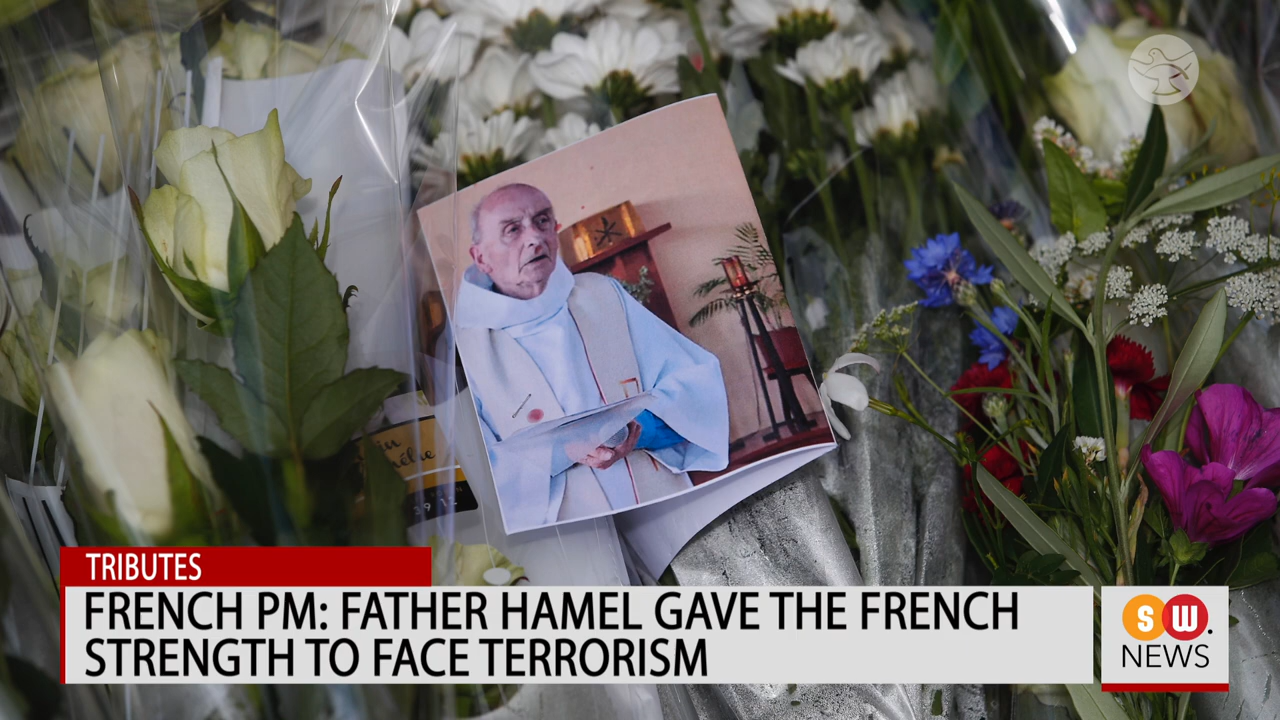 TRIBUTES
FRENCH PM: FATHER HAMEL GAVE THE FRENCH
STRENGTH TO FACE TERRORISM
SW.
NEWS